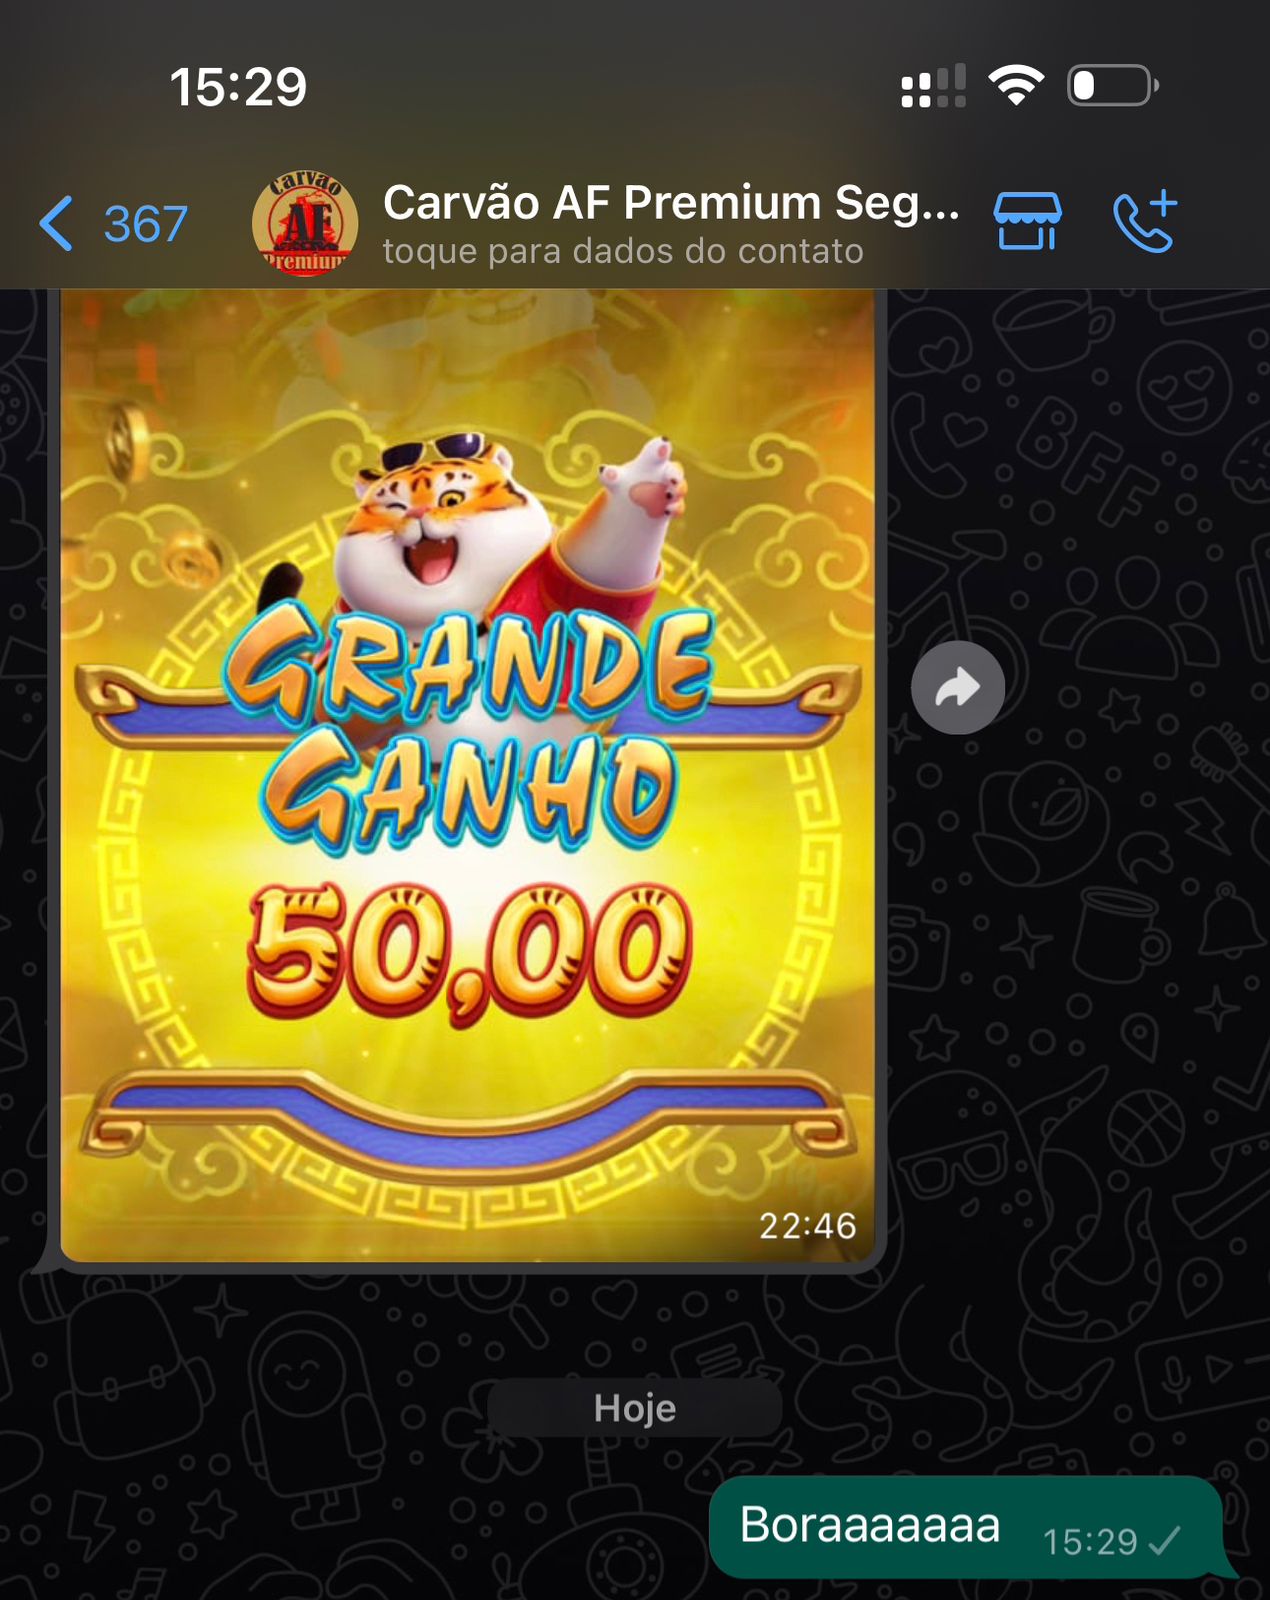 15:29
367
Carvão AF Premium Seg...
toque para dados do contato
Carvão
AF
Premium
BFF
GRANDE
GANHO
50,00
22:46
Hoje
Boraaaaaaa
15:29